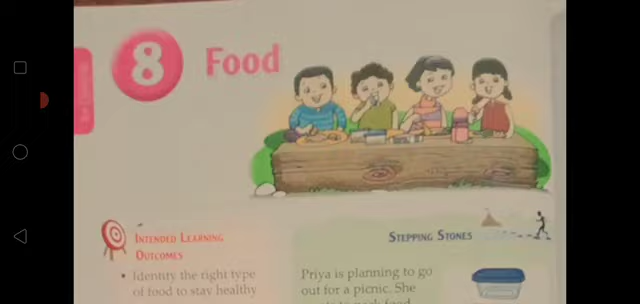 8 Food
INTENDED LEARNING
OUTCOMES
• Identify the right type
of food to stay healthy
STEPPING STONES
Priya is planning to go
out for a picnic. She